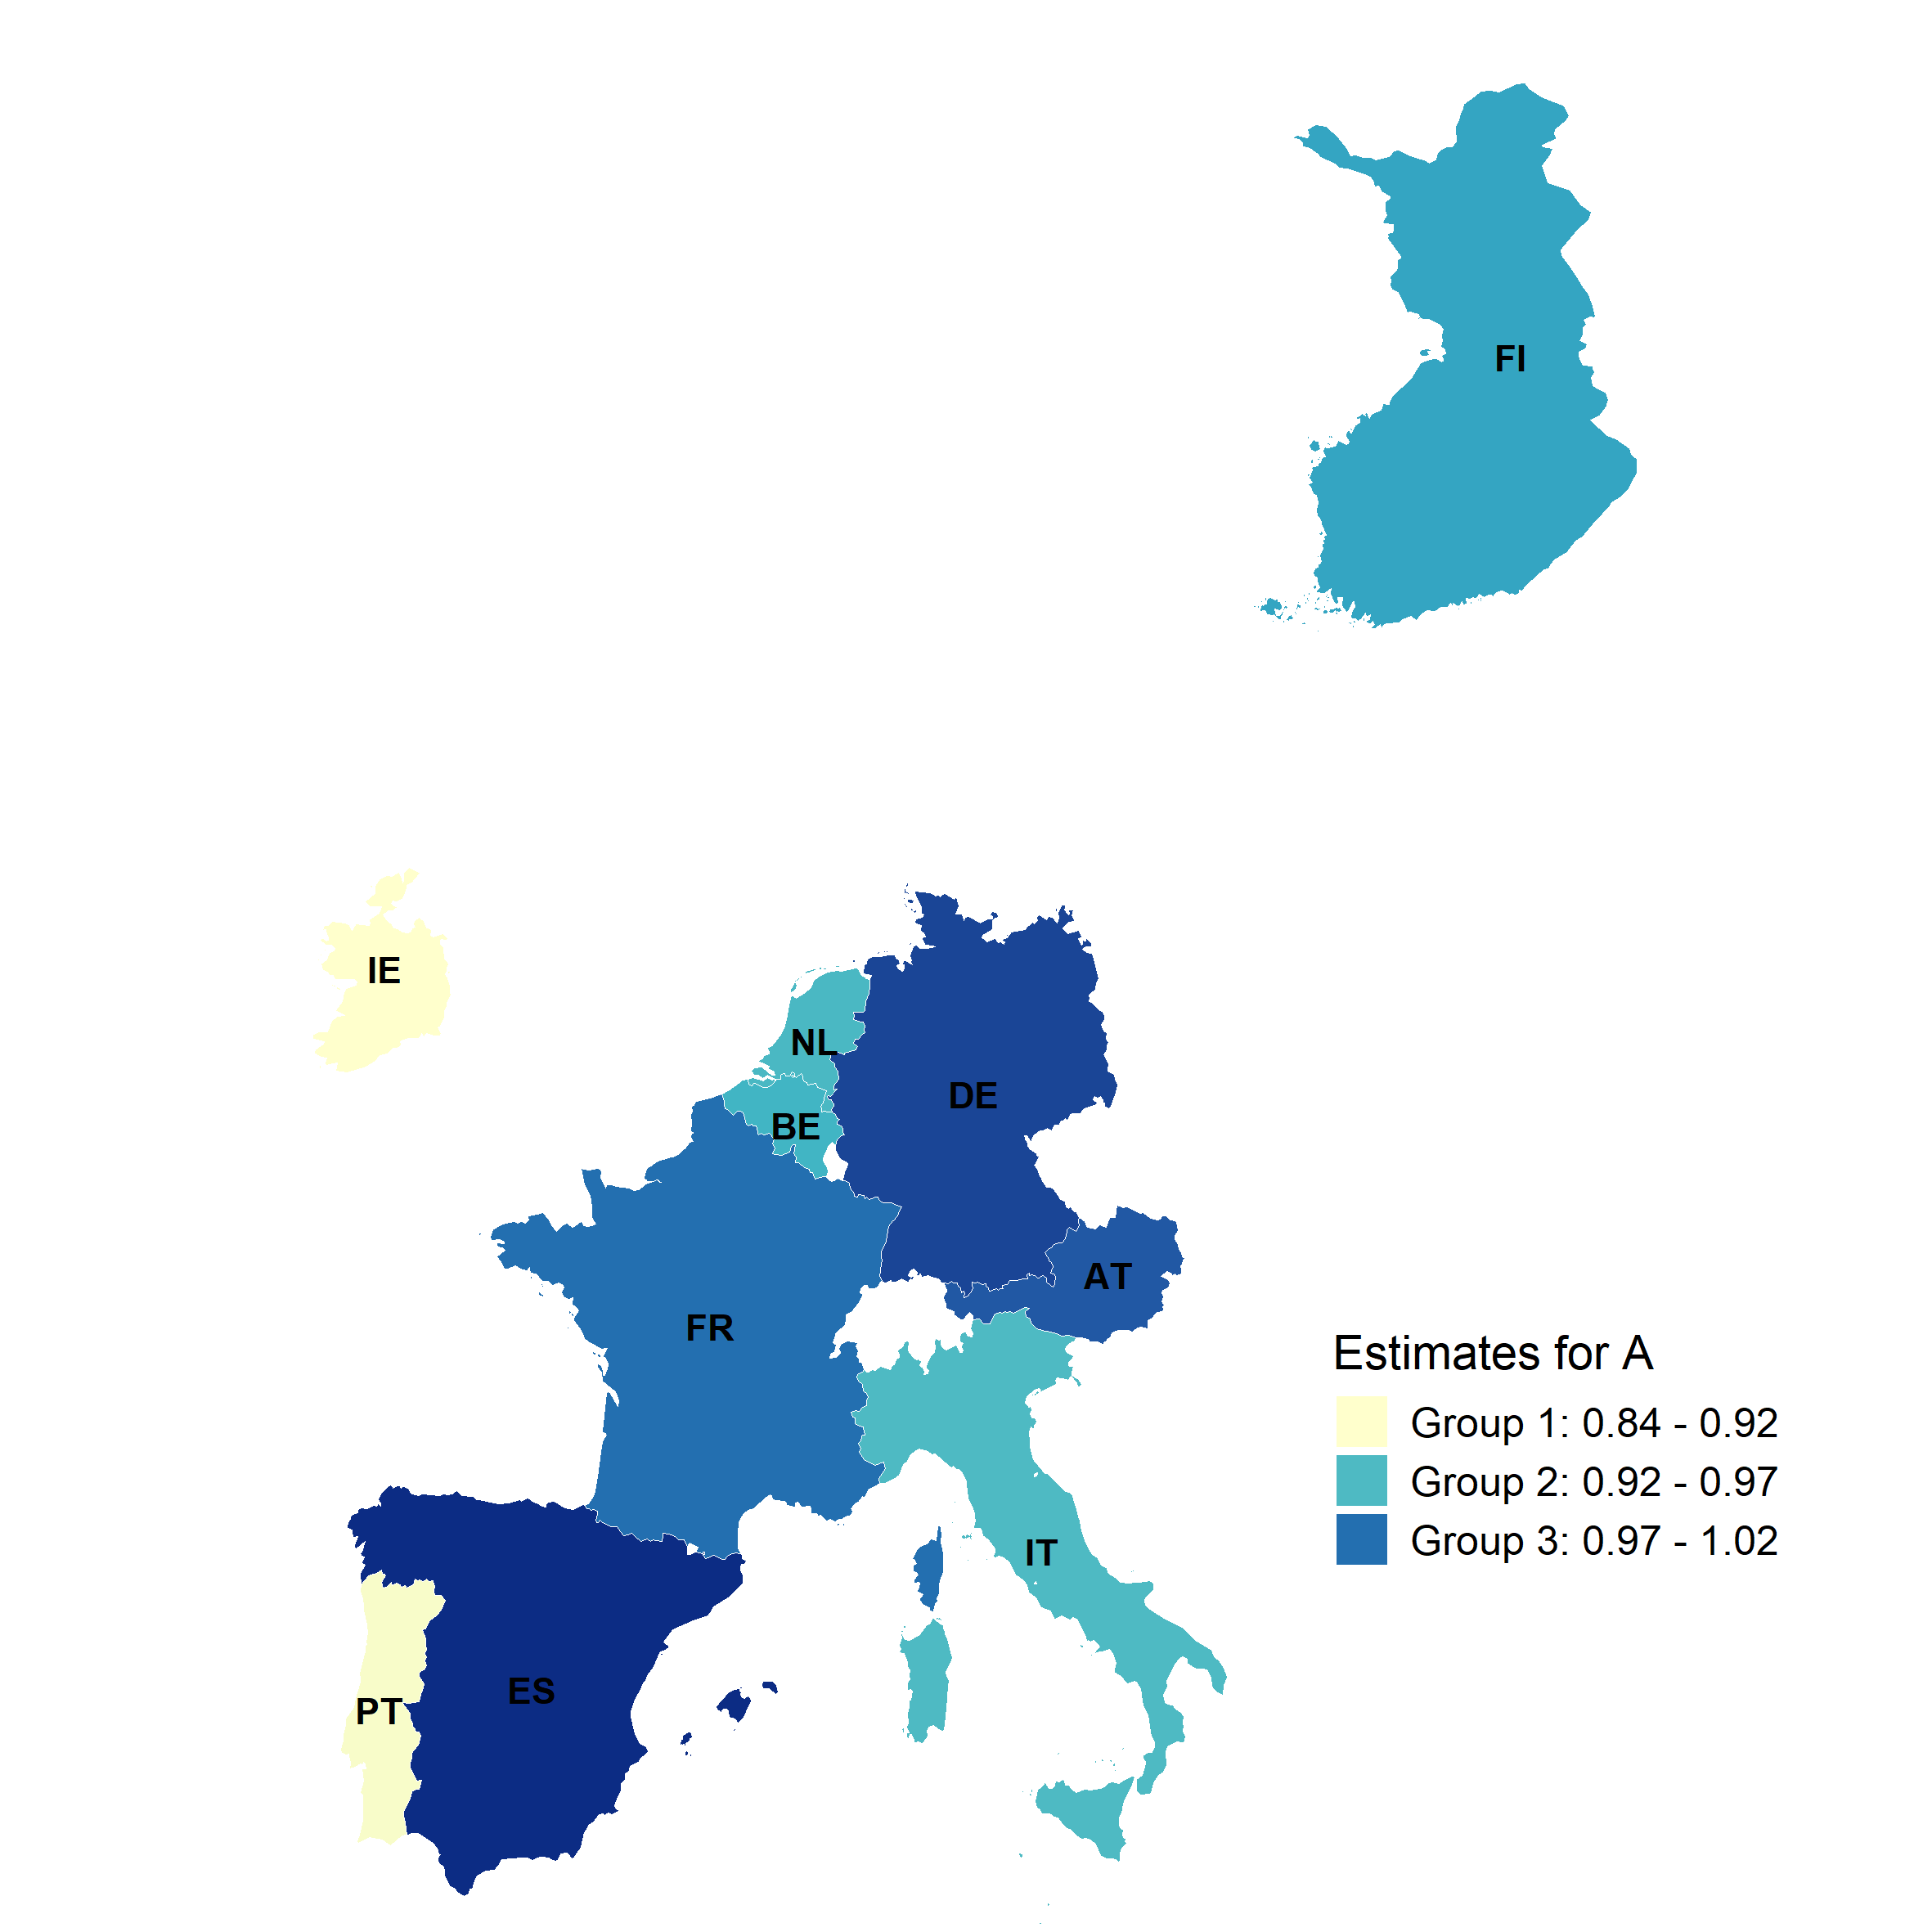 FI
IE
NL
DE
BE
AT
FR
Estimates for A
Group 1: 0.84 - 0.92
Group 2: 0.92 - 0.97
Group 3: 0.97 - 1.02
IT
ES
PT